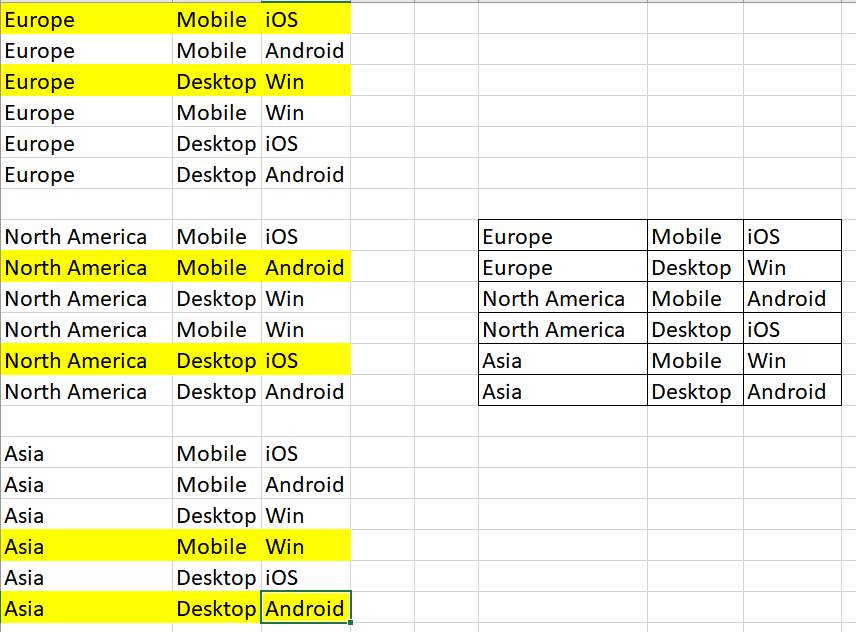 Europe Mobile iOS
Europe Mobile Android
Europe Desktop Win
Europe Mobile Win
Europe Desktop iOS
Europe Desktop Android
North America Mobile iOS
North America Mobile Android
North America Desktop Win
North America Mobile Win
North America Desktop iOS
North America Desktop Android
Asia Mobile iOS
Asia Mobile Android
Asia Desktop Win
Asia Mobile Win
Asia Desktop iOS
Asia Desktop Android
Europe Mobile iOS
Europe Desktop Win
North America Mobile Android
North America Desktop iOS
Asia Mobile Win
Asia Desktop Android